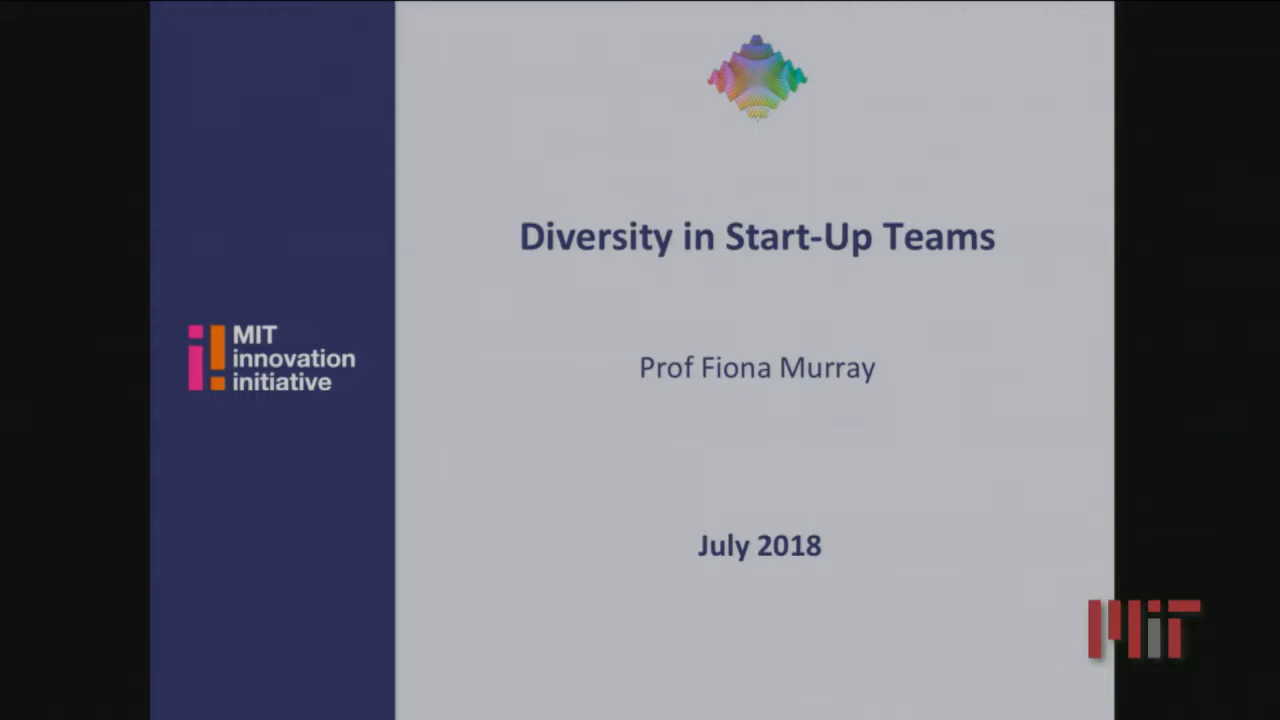 Diversity in Start-Up Teams
MIT
innovation
initiative
Prof Fiona Murray
July 2018
MIT